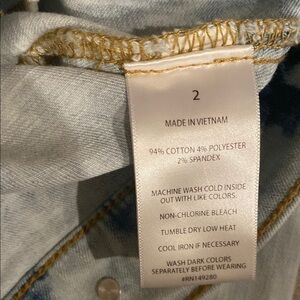 2
MADE IN VIETNAM
94% COTTON 4% POLYESTER
2% SPANDEX
MACHINE WASH COLD INSIDE
OUT WITH LIKE COLORS.
NON-CHLORINE BLEACH
TUMBLE DRY LOW HEAT
COOL IRON IF NECESSARY
WASH DARK COLORS
SEPARATELY BEFORE WEARING
#RN149280